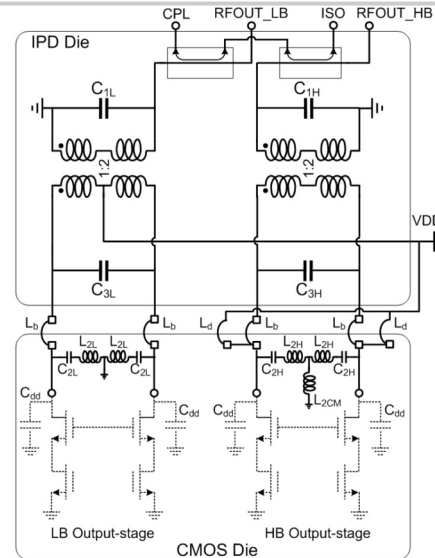 CPL RFOUT_LB ISO RFOUT_HB
IPD Die
C1L C1H
1:2 1:2
VDD
C3L C3H
Lb Lb Ld Lb Lb Ld
L2L L2L L2H L2H
C2L C2L C2H C2H
L2CM
Cdd Cdd Cdd Cdd
LB Output-stage HB Output-stage
CMOS Die